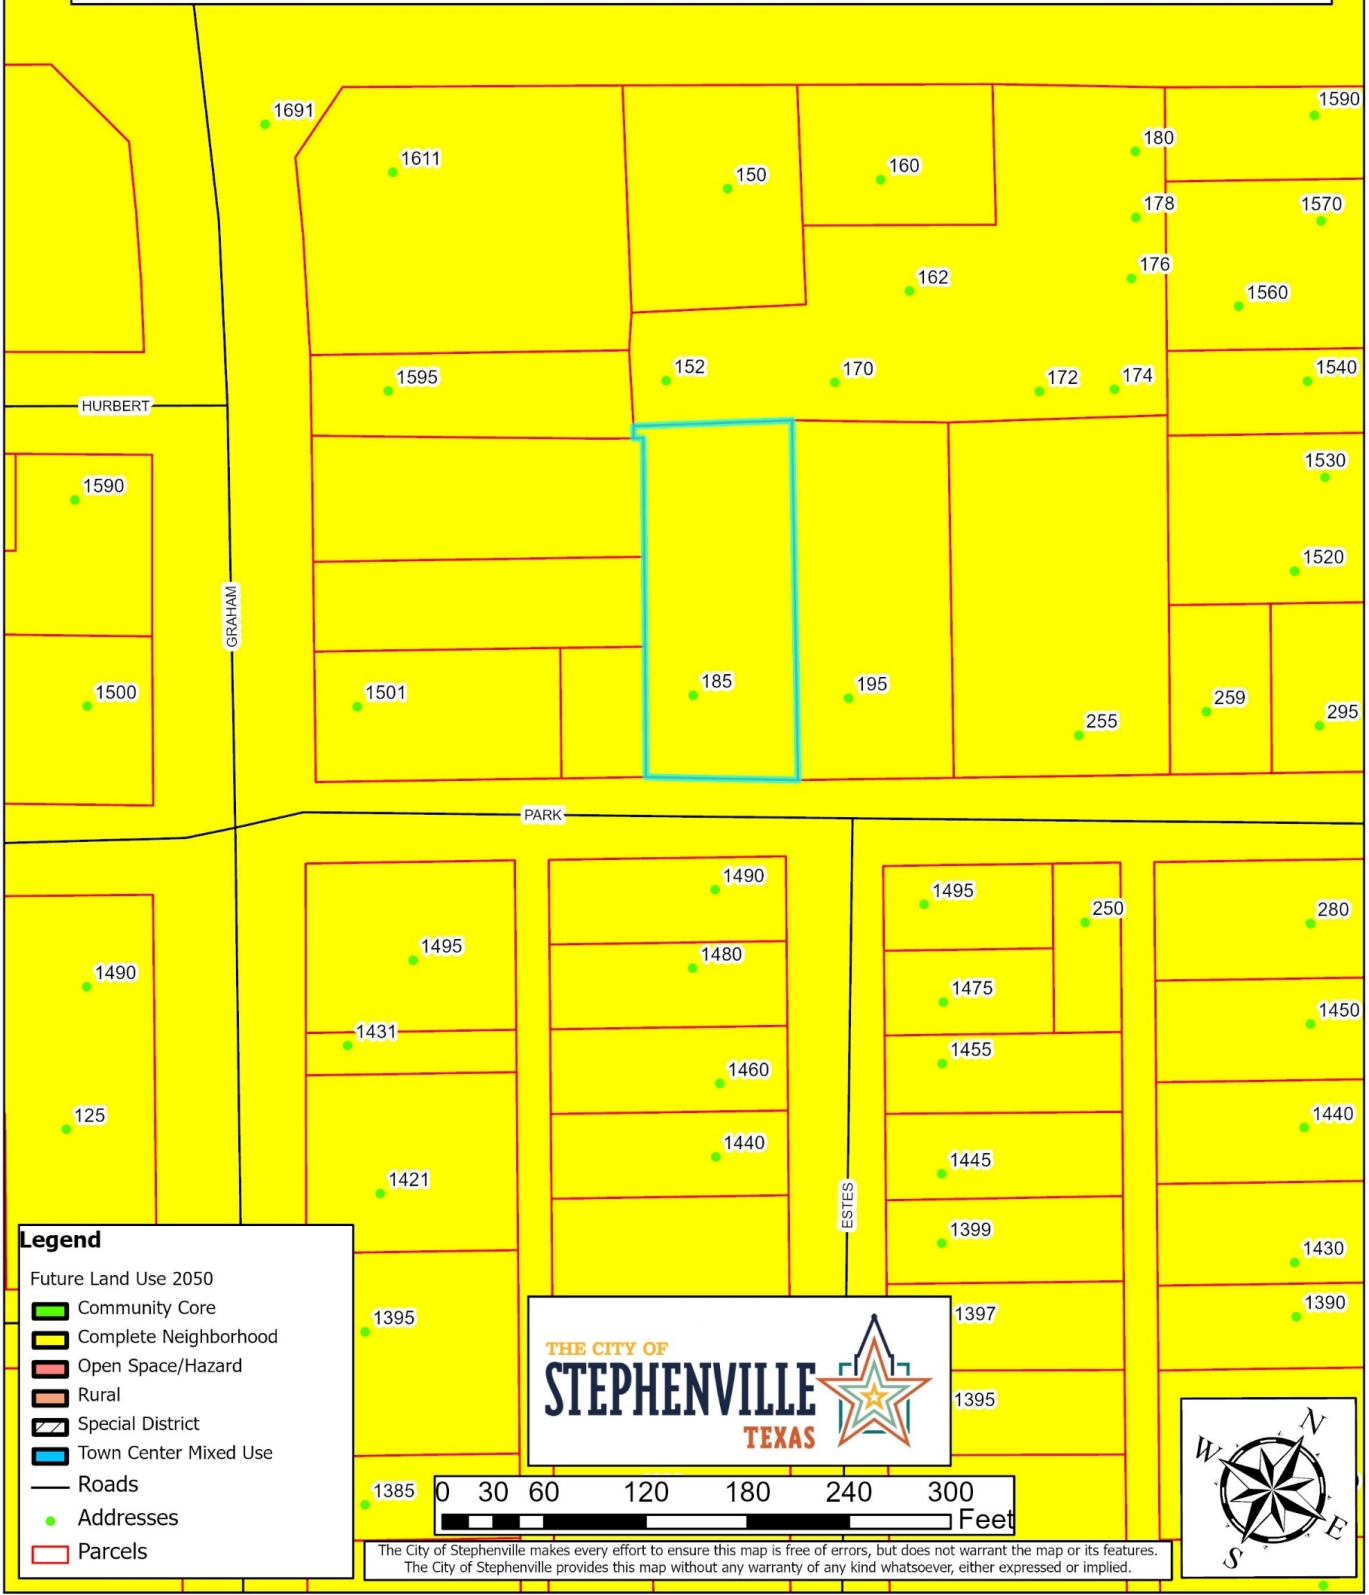 1691
1611
150
160
180
1590
178
1570
176
162
1560
1595
152
170
172
174
1540
HURBERT
1590
1530
1520
GRAHAM
1500
1501
185
195
255
259
295
PARK
1490
1495
250
280
1495
1480
1490
1475
1450
1431
1455
1460
125
1440
1440
1445
1421
ESTES
1399
1430
1395
1397
1390
1395
1385
Legend
Future Land Use 2050
Community Core
Complete Neighborhood
Open Space/Hazard
Rural
Special District
Town Center Mixed Use
Roads
Addresses
Parcels
THE CITY OF
STEPHENVILLE
TEXAS
0 30 60 120 180 240 300
Feet
The City of Stephenville makes every effort to ensure this map is free of errors, but does not warrant the map or its features.
The City of Stephenville provides this map without any warranty of any kind whatsoever, either expressed or implied.
N
W
E
S